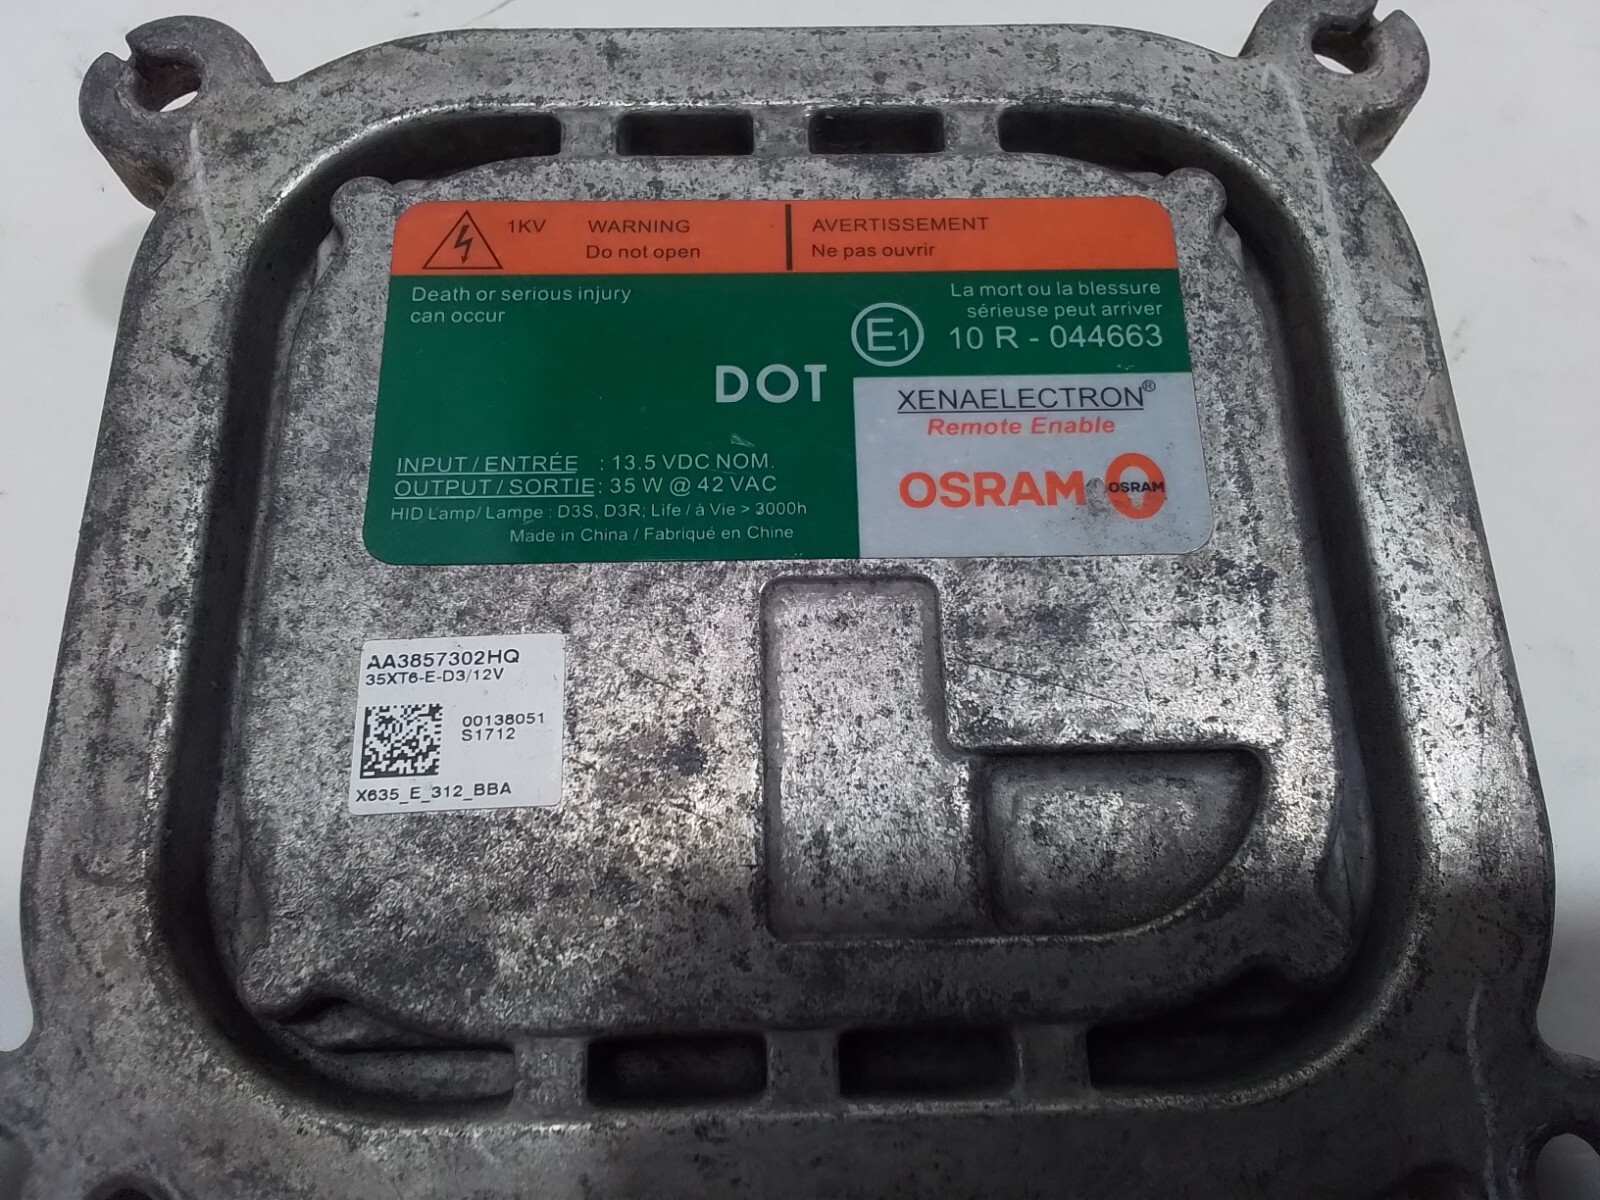 1KV WARNING
Do not open
AVERTISSEMENT
Ne pas ouvrir
Death or serious injury
can occur
La mort ou la blessure
sérieuse peut arriver
E1 10 R - 044663
DOT
XENAELECTRON®
Remote Enable
OSRAM OSRAM
INPUT / ENTRÉE : 13.5 VDC NOM.
OUTPUT / SORTIE : 35 W @ 42 VAC
HID Lamp/ Lampe : D3S, D3R; Life / à Vie > 3000h
Made in China / Fabriqué en Chine
AA3857302HQ
35XT6-E-D3/12V
00138051
S1712
X635_E_312_BBA